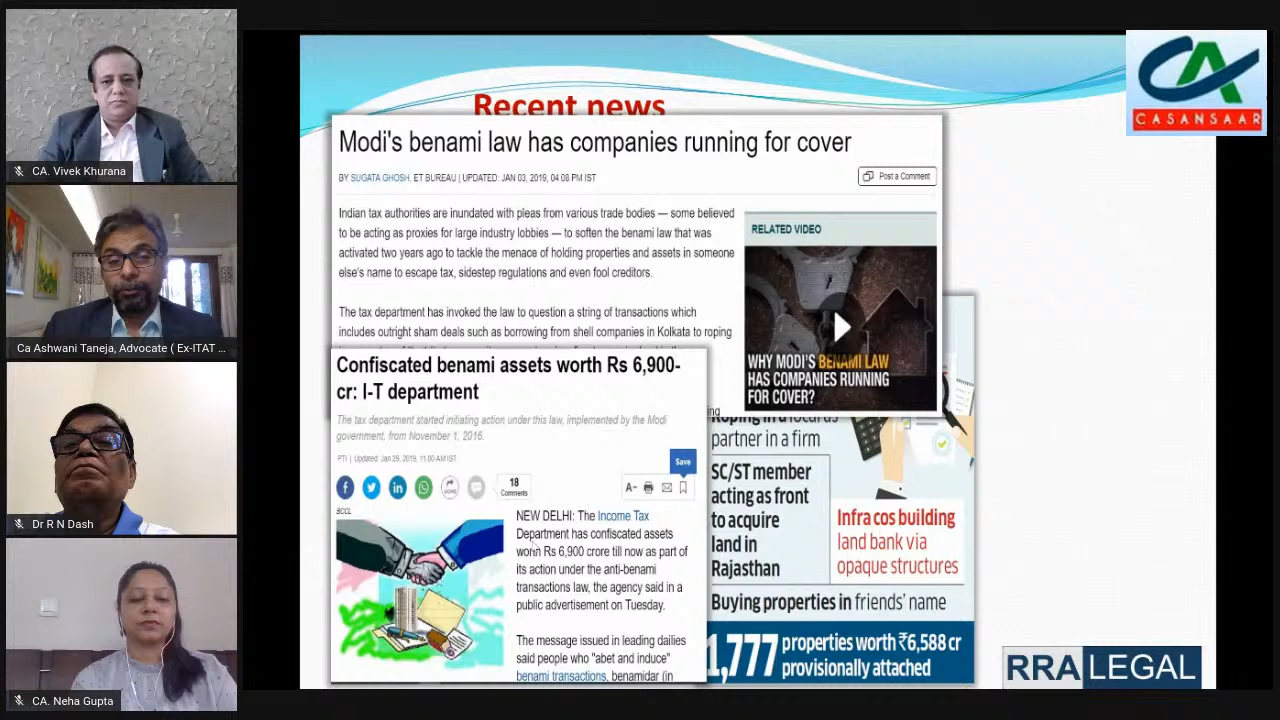 CA. Vivek Khurana
Ca Ashwani Taneja, Advocate ( Ex-ITAT ...
Dr R N Dash
CA. Neha Gupta
CA
CASANSAAR
Recent news
Modi's benami law has companies running for cover
BY SUGATA GHOSH, ET BUREAU | UPDATED: JAN 03, 2019, 04.08 PM IST
Post a Comment
Indian tax authorities are inundated with pleas from various trade bodies — some believed
to be acting as proxies for large industry lobbies — to soften the benami law that was
activated two years ago to tackle the menace of holding properties and assets in someone
else's name to escape tax, sidestep regulations and even fool creditors.
The tax department has invoked the law to question a string of transactions which
includes outright sham deals such as borrowing from shell companies in Kolkata to roping
RELATED VIDEO
WHY MODI'S BENAMI LAW
HAS COMPANIES RUNNING
FOR COVER?
Confiscated benami assets worth Rs 6,900-
cr: I-T department
The tax department started initiating action under this law, implemented by the Modi
government, from November 1, 2016.
PTI | Updated: Jan 29, 2019, 11.00 AM IST
Save
18
Comments
SHARE
A-
BCCL
NEW DELHI: The Income Tax
Department has confiscated assets
worth Rs 6,900 crore till now as part of
its action under the anti-benami
transactions law, the agency said in a
public advertisement on Tuesday.
The message issued in leading dailies
said people who "abet and induce"
benami transactions, benamidar (in
partner in a firm
SC/ST member
acting as front
to acquire
land in
Rajasthan
Infra cos building
land bank via
opaque structures
Buying properties in friends' name
1,777 properties worth ₹6,588 cr
provisionally attached
RRA LEGAL